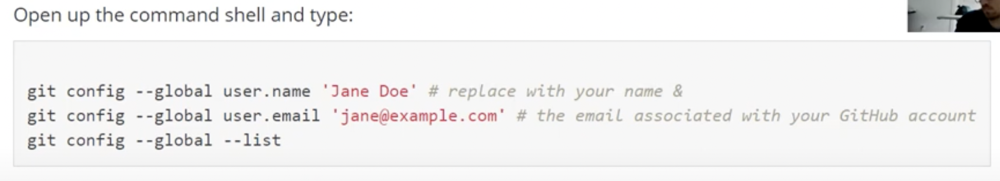 Open up the command shell and type:
git config --global user.name 'Jane Doe' # replace with your name &
git config --global user.email 'jane@example.com' # the email associated with your GitHub account
git config --global --list